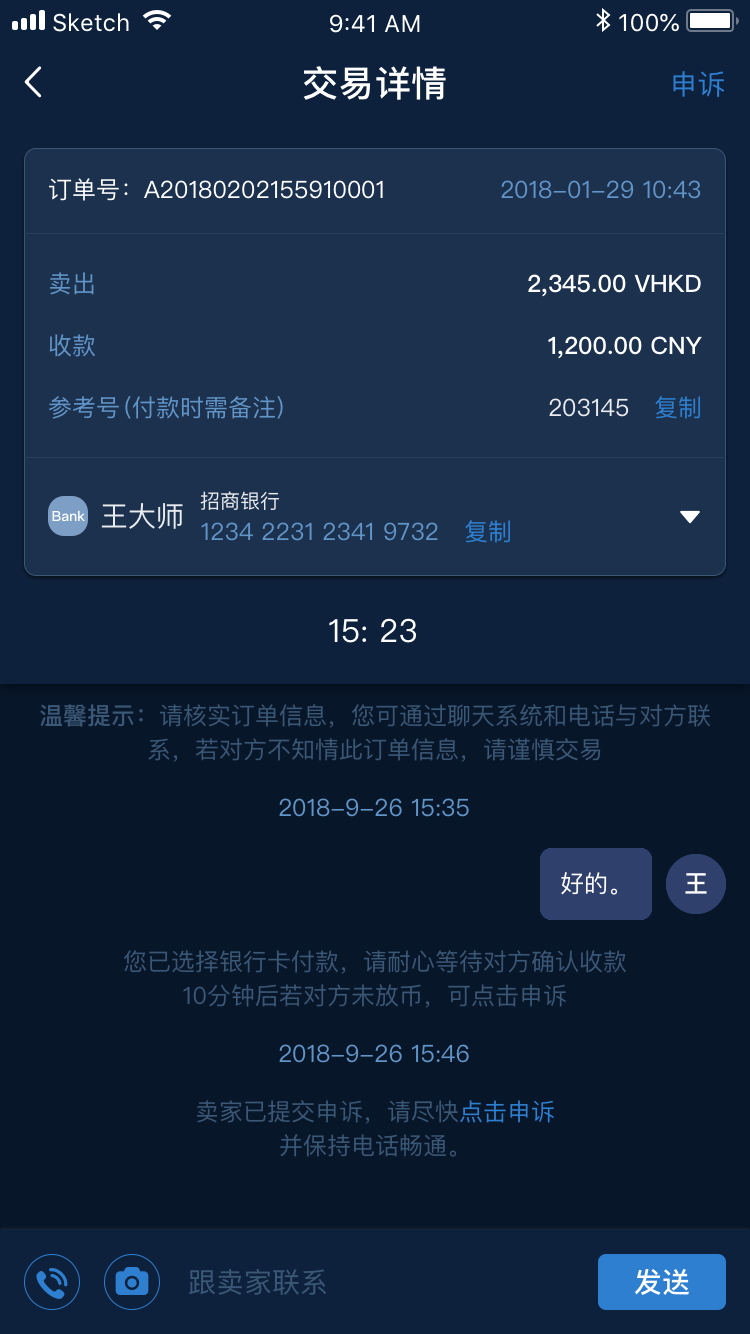 Sketch 9:41 AM 100%
交易详情 申诉
订单号：A20180202155910001 2018-01-29 10:43
卖出 2,345.00 VHKD
收款 1,200.00 CNY
参考号(付款时需备注) 203145 复制
Bank 王大师 招商银行
1234 2231 2341 9732 复制
15: 23
温馨提示：请核实订单信息，您可通过聊天系统和电话与对方联
系，若对方不知情此订单信息，请谨慎交易
2018-9-26 15:35
好的。 王
您已选择银行卡付款，请耐心等待对方确认收款
10分钟后若对方未放币，可点击申诉
2018-9-26 15:46
卖家已提交申诉，请尽快点击申诉
并保持电话畅通。
跟卖家联系 发送